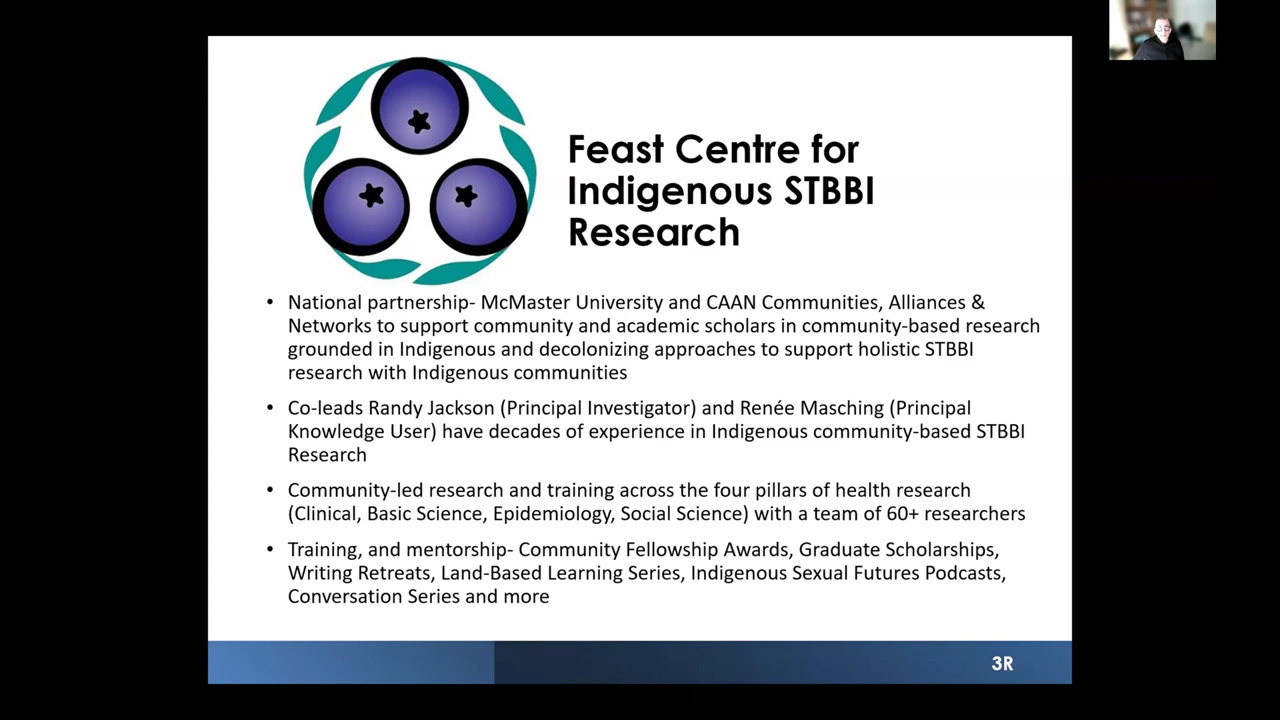 Feast Centre for
Indigenous STBBI
Research
• National partnership- McMaster University and CAAN Communities, Alliances &
Networks to support community and academic scholars in community-based research
grounded in Indigenous and decolonizing approaches to support holistic STBBI
research with Indigenous communities
• Co-leads Randy Jackson (Principal Investigator) and Renée Masching (Principal
Knowledge User) have decades of experience in Indigenous community-based STBBI
Research
• Community-led research and training across the four pillars of health research
(Clinical, Basic Science, Epidemiology, Social Science) with a team of 60+ researchers
• Training, and mentorship- Community Fellowship Awards, Graduate Scholarships,
Writing Retreats, Land-Based Learning Series, Indigenous Sexual Futures Podcasts,
Conversation Series and more
3R